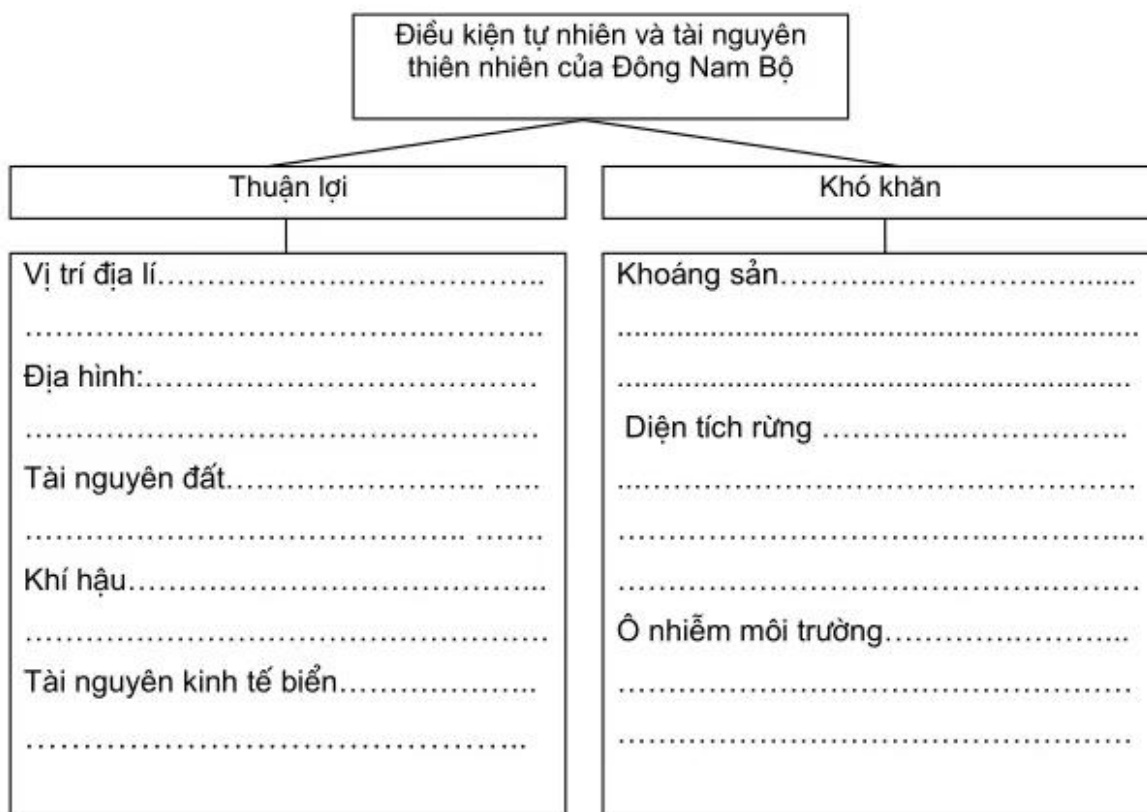 Điều kiện tự nhiên và tài nguyên
thiên nhiên của Đông Nam Bộ
Thuận lợi
Khó khăn
Vị trí địa lí…………………………………..
………………………………………..………..
Địa hình:…………………………………
……………………………………………
Tài nguyên đất…………………….. …..
…………………………………….. …….
Khí hậu…………………………………..
…………………………………………….
Tài nguyên kinh tế biển………………..
…………………………………………..
Khoáng sản………..………………….......
.................................................................
................................................................
Diện tích rừng …………..……………..
…………………………………………….
……………………………………………....
…………………………………………….
Ô nhiễm môi trường…………………...
……………………………………………
……………………………………………